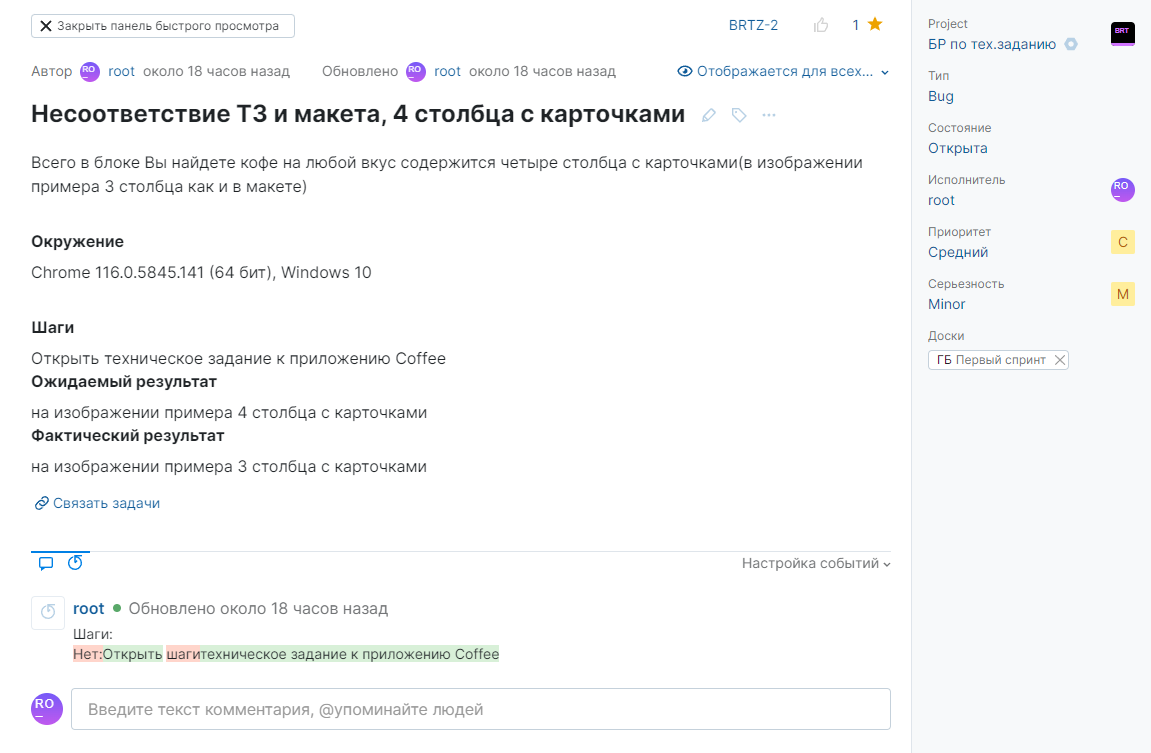 Закрыть панель быстрого просмотра
BRTZ-2
1
Автор RO root около 18 часов назад Обновлено RO root около 18 часов назад Отображается для всех...
Несоответствие ТЗ и макета, 4 столбца с карточками
Всего в блоке Вы найдете кофе на любой вкус содержится четыре столбца с карточками(в изображении
примера 3 столбца как и в макете)
Окружение
Chrome 116.0.5845.141 (64 бит), Windows 10
Шаги
Открыть техническое задание к приложению Coffee
Ожидаемый результат
на изображении примера 4 столбца с карточками
Фактический результат
на изображении примера 3 столбца с карточками
Связать задачи
Настройка событий
root Обновлено около 18 часов назад
Шаги:
Нет:Открыть шагитехническое задание к приложению Coffee
RO
Введите текст комментария, @упоминайте людей
Project
БР по тех.заданию
BRT
Тип
Bug
Состояние
Открыта
Исполнитель
root
RO
Приоритет
Средний
С
Серьезность
Minor
M
Доски
ГБ Первый спринт